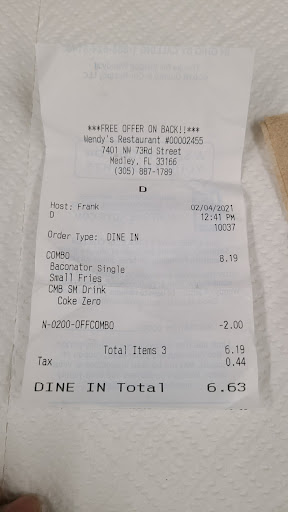 ***FREE OFFER ON BACK!!***
Wendy's Restaurant #00002455
7401 NW 73Rd Street
Medley, FL 33166
(305) 887-1789
D
Host: Frank 02/04/2021
D 12:41 PM
10037
Order Type: DINE IN
COMBO 8.19
Baconator Single
Small Fries
CMB SM Drink
Coke Zero
N-0200-OFFCOMBO -2.00
Total Items 3 6.19
Tax 0.44
DINE IN Total 6.63